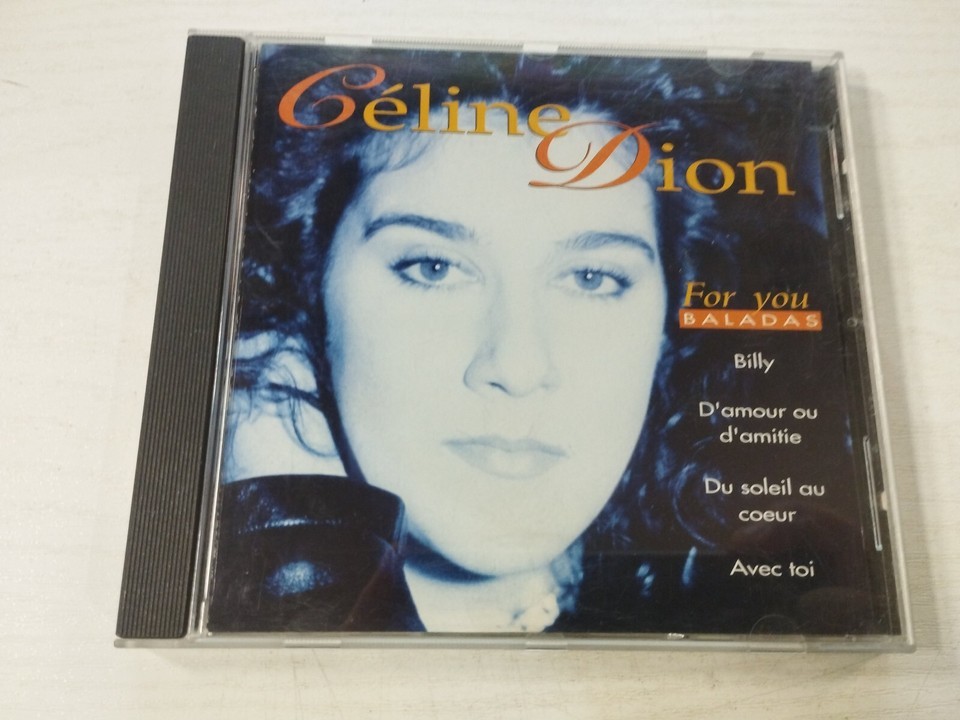 Céline
Dion
For you
BALADAS
Billy
D'amour ou
d'amitie
Du soleil au
coeur
Avec toi